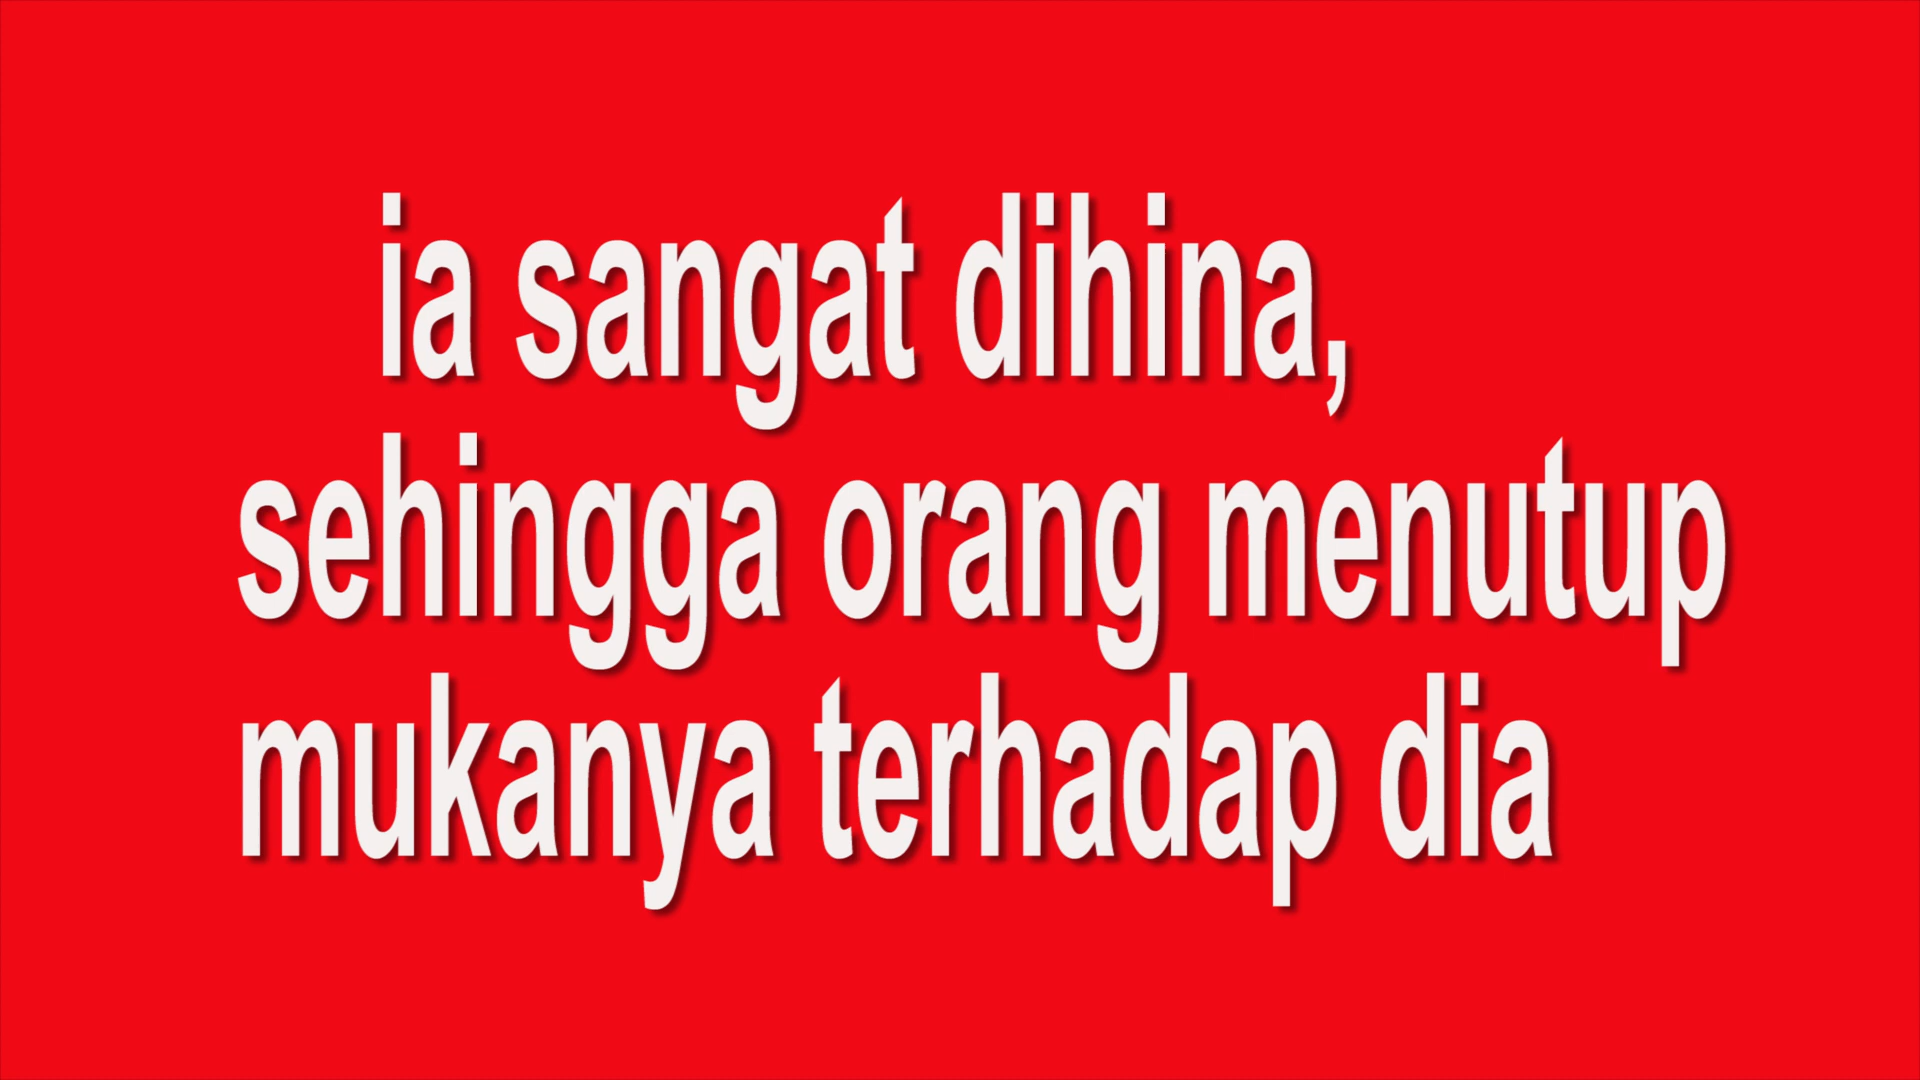 ia sangat dihina,
sehingga orang menutup
mukanya terhadap dia